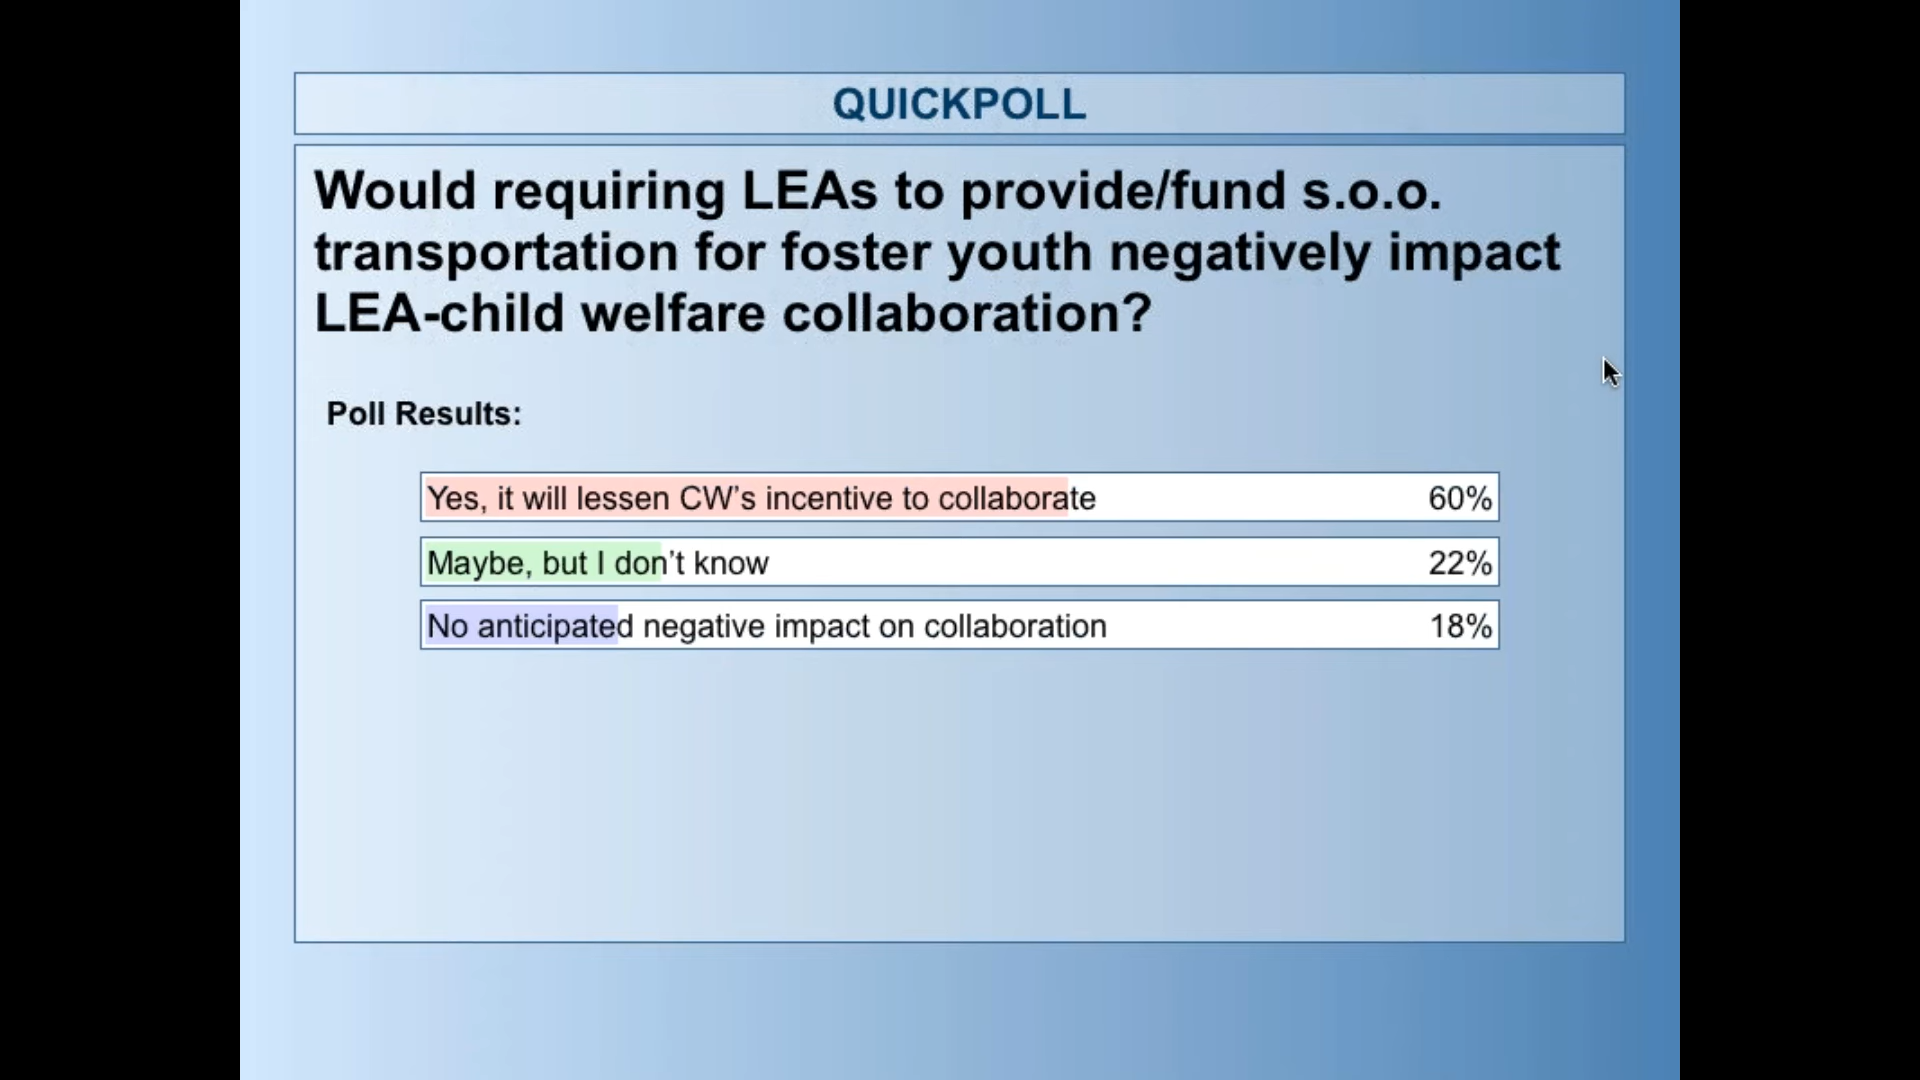 QUICKPOLL
Would requiring LEAs to provide/fund s.o.o.
transportation for foster youth negatively impact
LEA-child welfare collaboration?
Poll Results:
Yes, it will lessen CW’s incentive to collaborate 60%
Maybe, but I don’t know 22%
No anticipated negative impact on collaboration 18%